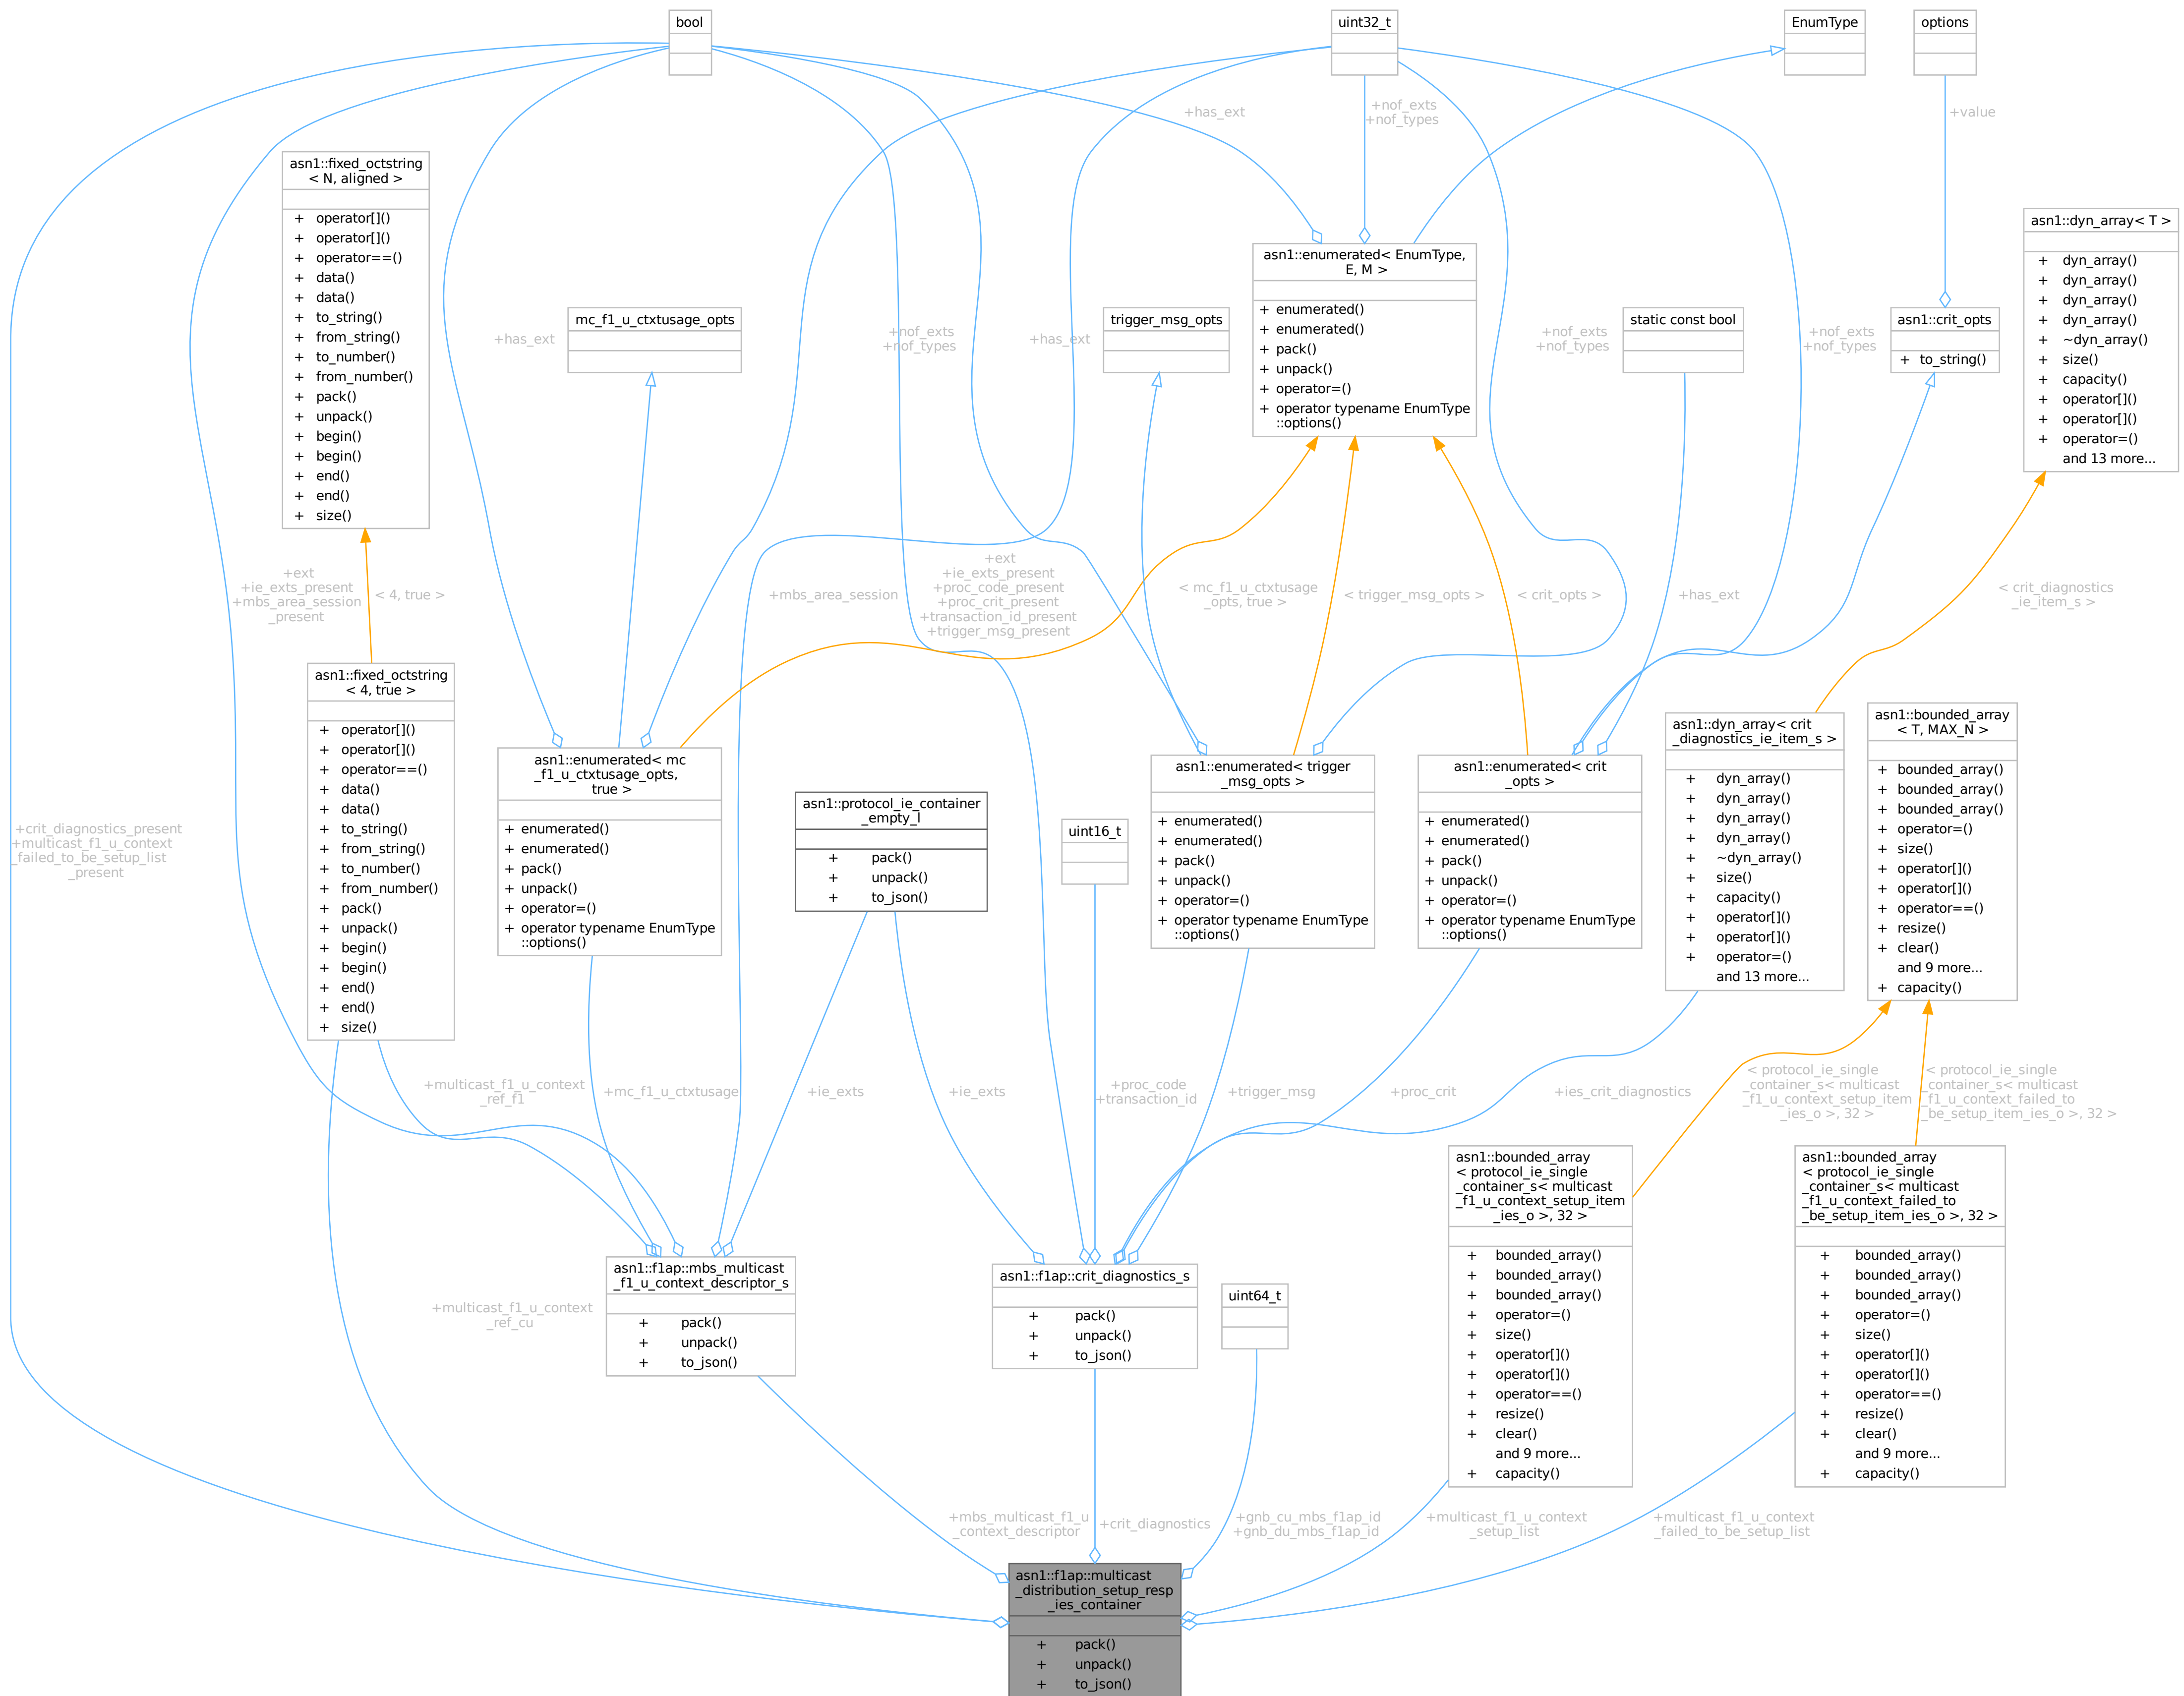 bool
uint32_t
EnumType
options
+has_ext
+nof_exts
+nof_types
+value
asn1::fixed_octstring
< N, aligned >
+ operator[]()
+ operator[]()
+ operator==()
+ data()
+ data()
+ to_string()
+ from_string()
+ to_number()
+ from_number()
+ pack()
+ unpack()
+ begin()
+ begin()
+ end()
+ end()
+ size()
asn1::dyn_array< T >
+ dyn_array()
+ dyn_array()
+ dyn_array()
+ dyn_array()
+ ~dyn_array()
+ size()
+ capacity()
+ operator[]()
+ operator[]()
+ operator=()
and 13 more...
asn1::enumerated< EnumType,
E, M >
+ enumerated()
+ enumerated()
+ pack()
+ unpack()
+ operator=()
+ operator typename EnumType
::options()
mc_f1_u_ctxtusage_opts
trigger_msg_opts
static const bool
asn1::crit_opts
+ to_string()
+has_ext
+nof_exts
+nof_types
+has_ext
+nof_exts
+nof_types
+nof_exts
+nof_types
+ext
+ie_exts_present
+mbs_area_session
_present
< 4, true >
+mbs_area_session
+ext
+ie_exts_present
+proc_code_present
+proc_crit_present
+transaction_id_present
+trigger_msg_present
< mc_f1_u_ctxtusage
_opts, true >
< trigger_msg_opts >
< crit_opts >
+has_ext
< crit_diagnostics
_ie_item_s >
asn1::fixed_octstring
< 4, true >
+ operator[]()
+ operator[]()
+ operator==()
+ data()
+ data()
+ to_string()
+ from_string()
+ to_number()
+ from_number()
+ pack()
+ unpack()
+ begin()
+ begin()
+ end()
+ end()
+ size()
asn1::enumerated< mc
_f1_u_ctxtusage_opts,
true >
+ enumerated()
+ enumerated()
+ pack()
+ unpack()
+ operator=()
+ operator typename EnumType
::options()
asn1::protocol_ie_container
_empty_l
+ pack()
+ unpack()
+ to_json()
uint16_t
asn1::enumerated< trigger
_msg_opts >
+ enumerated()
+ enumerated()
+ pack()
+ unpack()
+ operator=()
+ operator typename EnumType
::options()
asn1::enumerated< crit
_opts >
+ enumerated()
+ enumerated()
+ pack()
+ unpack()
+ operator=()
+ operator typename EnumType
::options()
asn1::dyn_array< crit
_diagnostics_ie_item_s >
+ dyn_array()
+ dyn_array()
+ dyn_array()
+ dyn_array()
+ ~dyn_array()
+ size()
+ capacity()
+ operator[]()
+ operator[]()
+ operator=()
and 13 more...
asn1::bounded_array
< T, MAX_N >
+ bounded_array()
+ bounded_array()
+ bounded_array()
+ operator=()
+ size()
+ operator[]()
+ operator[]()
+ operator==()
+ resize()
+ clear()
and 9 more...
+ capacity()
+crit_diagnostics_present
+multicast_f1_u_context
_failed_to_be_setup_list
_present
+multicast_f1_u_context
_ref_f1
+mc_f1_u_ctxtusage
+ie_exts
+ie_exts
+proc_code
+transaction_id
+trigger_msg
+proc_crit
+ies_crit_diagnostics
< protocol_ie_single
_container_s< multicast
_f1_u_context_setup_item
_ies_o >, 32 >
< protocol_ie_single
_container_s< multicast
_f1_u_context_failed_to
_be_setup_item_ies_o >, 32 >
+multicast_f1_u_context
_ref_cu
asn1::f1ap::mbs_multicast
_f1_u_context_descriptor_s
+ pack()
+ unpack()
+ to_json()
asn1::f1ap::crit_diagnostics_s
+ pack()
+ unpack()
+ to_json()
uint64_t
asn1::bounded_array
< protocol_ie_single
_container_s< multicast
_f1_u_context_setup_item
_ies_o >, 32 >
+ bounded_array()
+ bounded_array()
+ bounded_array()
+ operator=()
+ size()
+ operator[]()
+ operator[]()
+ operator==()
+ resize()
+ clear()
and 9 more...
+ capacity()
asn1::bounded_array
< protocol_ie_single
_container_s< multicast
_f1_u_context_failed_to
_be_setup_item_ies_o >, 32 >
+ bounded_array()
+ bounded_array()
+ bounded_array()
+ operator=()
+ size()
+ operator[]()
+ operator[]()
+ operator==()
+ resize()
+ clear()
and 9 more...
+ capacity()
+mbs_multicast_f1_u
_context_descriptor
+crit_diagnostics
+gnb_cu_mbs_f1ap_id
+gnb_du_mbs_f1ap_id
+multicast_f1_u_context
_setup_list
+multicast_f1_u_context
_failed_to_be_setup_list
asn1::f1ap::multicast
_distribution_setup_resp
_ies_container
+ pack()
+ unpack()
+ to_json()